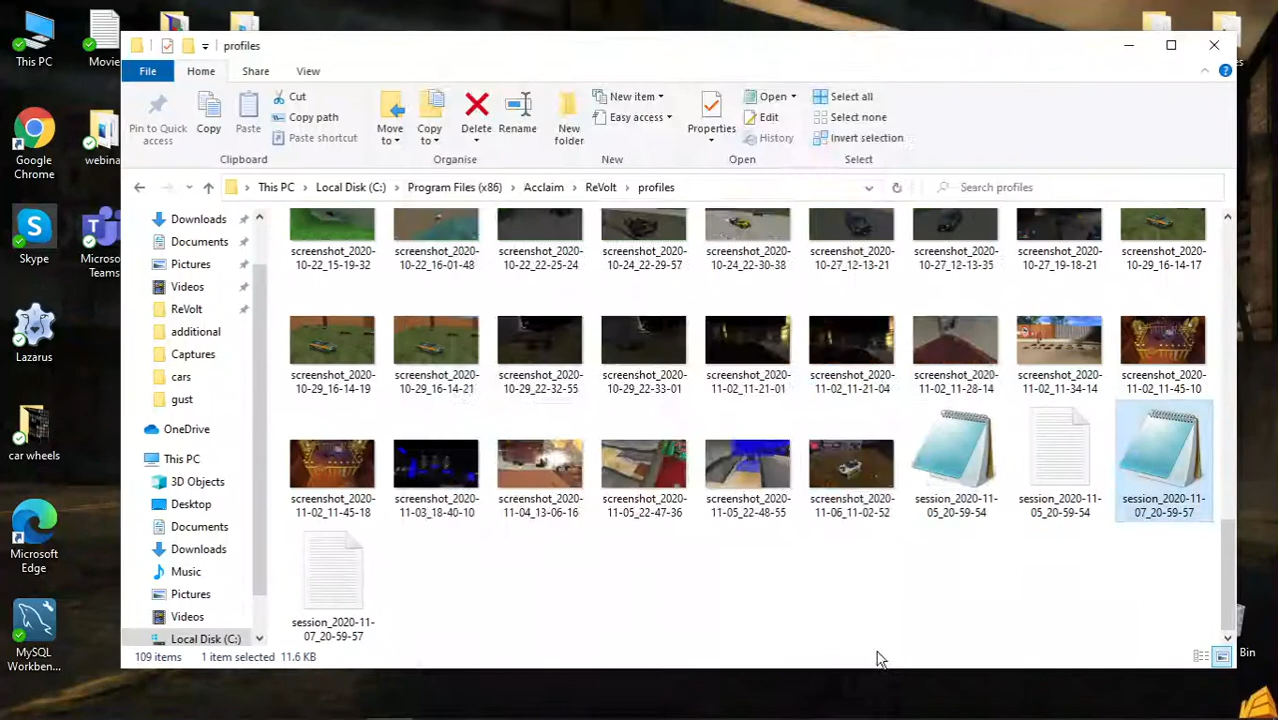 profiles
This PC
Movie
File
Home
Share
View
Pin to Quick
access
Copy
Paste
Cut
Copy path
Paste shortcut
Clipboard
Move
to
Copy
to
Delete
Rename
Organise
New
folder
New item
Easy access
New
Properties
Open
Edit
History
Open
Select all
Select none
Invert selection
Select
This PC
Local Disk (C:)
Program Files (x86)
Acclaim
ReVolt
profiles
Search profiles
Google
Chrome
webina
Skype
Microso
Teams
Lazarus
car wheels
Microsoft
Edge
MySQL
Workben...
Bin
Downloads
Documents
Pictures
Videos
ReVolt
additional
Captures
cars
gust
OneDrive
This PC
3D Objects
Desktop
Documents
Downloads
Music
Pictures
Videos
Local Disk (C:)
screenshot_2020-
10-22_15-19-32
screenshot_2020-
10-22_16-01-48
screenshot_2020-
10-22_22-25-24
screenshot_2020-
10-24_22-29-57
screenshot_2020-
10-24_22-30-38
screenshot_2020-
10-27_12-13-21
screenshot_2020-
10-27_12-13-35
screenshot_2020-
10-27_19-18-21
screenshot_2020-
10-29_16-14-17
screenshot_2020-
10-29_16-14-19
screenshot_2020-
10-29_16-14-21
screenshot_2020-
10-29_22-32-55
screenshot_2020-
10-29_22-33-01
screenshot_2020-
11-02_11-21-01
screenshot_2020-
11-02_11-21-04
screenshot_2020-
11-02_11-28-14
screenshot_2020-
11-02_11-34-14
screenshot_2020-
11-02_11-45-10
screenshot_2020-
11-02_11-45-18
screenshot_2020-
11-03_18-40-10
screenshot_2020-
11-04_13-06-16
screenshot_2020-
11-05_22-47-36
screenshot_2020-
11-05_22-48-55
screenshot_2020-
11-06_11-02-52
session_2020-11-
05_20-59-54
session_2020-11-
05_20-59-54
session_2020-11-
07_20-59-57
session_2020-11-
07_20-59-57
109 items
1 item selected 11.6 KB